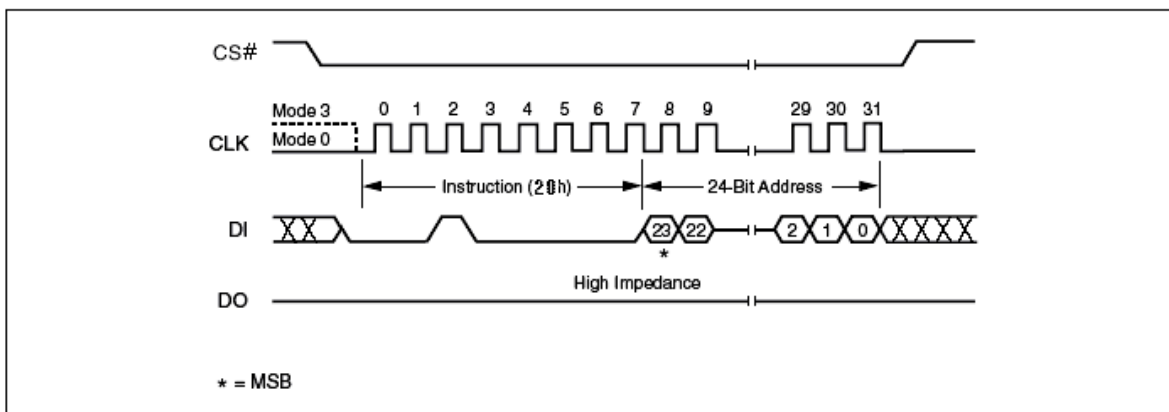 CS#
Mode 3 0 1 2 3 4 5 6 7 8 9 29 30 31
CLK Mode 0
Instruction (20h) 24-Bit Address
DI 23 22 2 1 0
*
High Impedance
DO
* = MSB